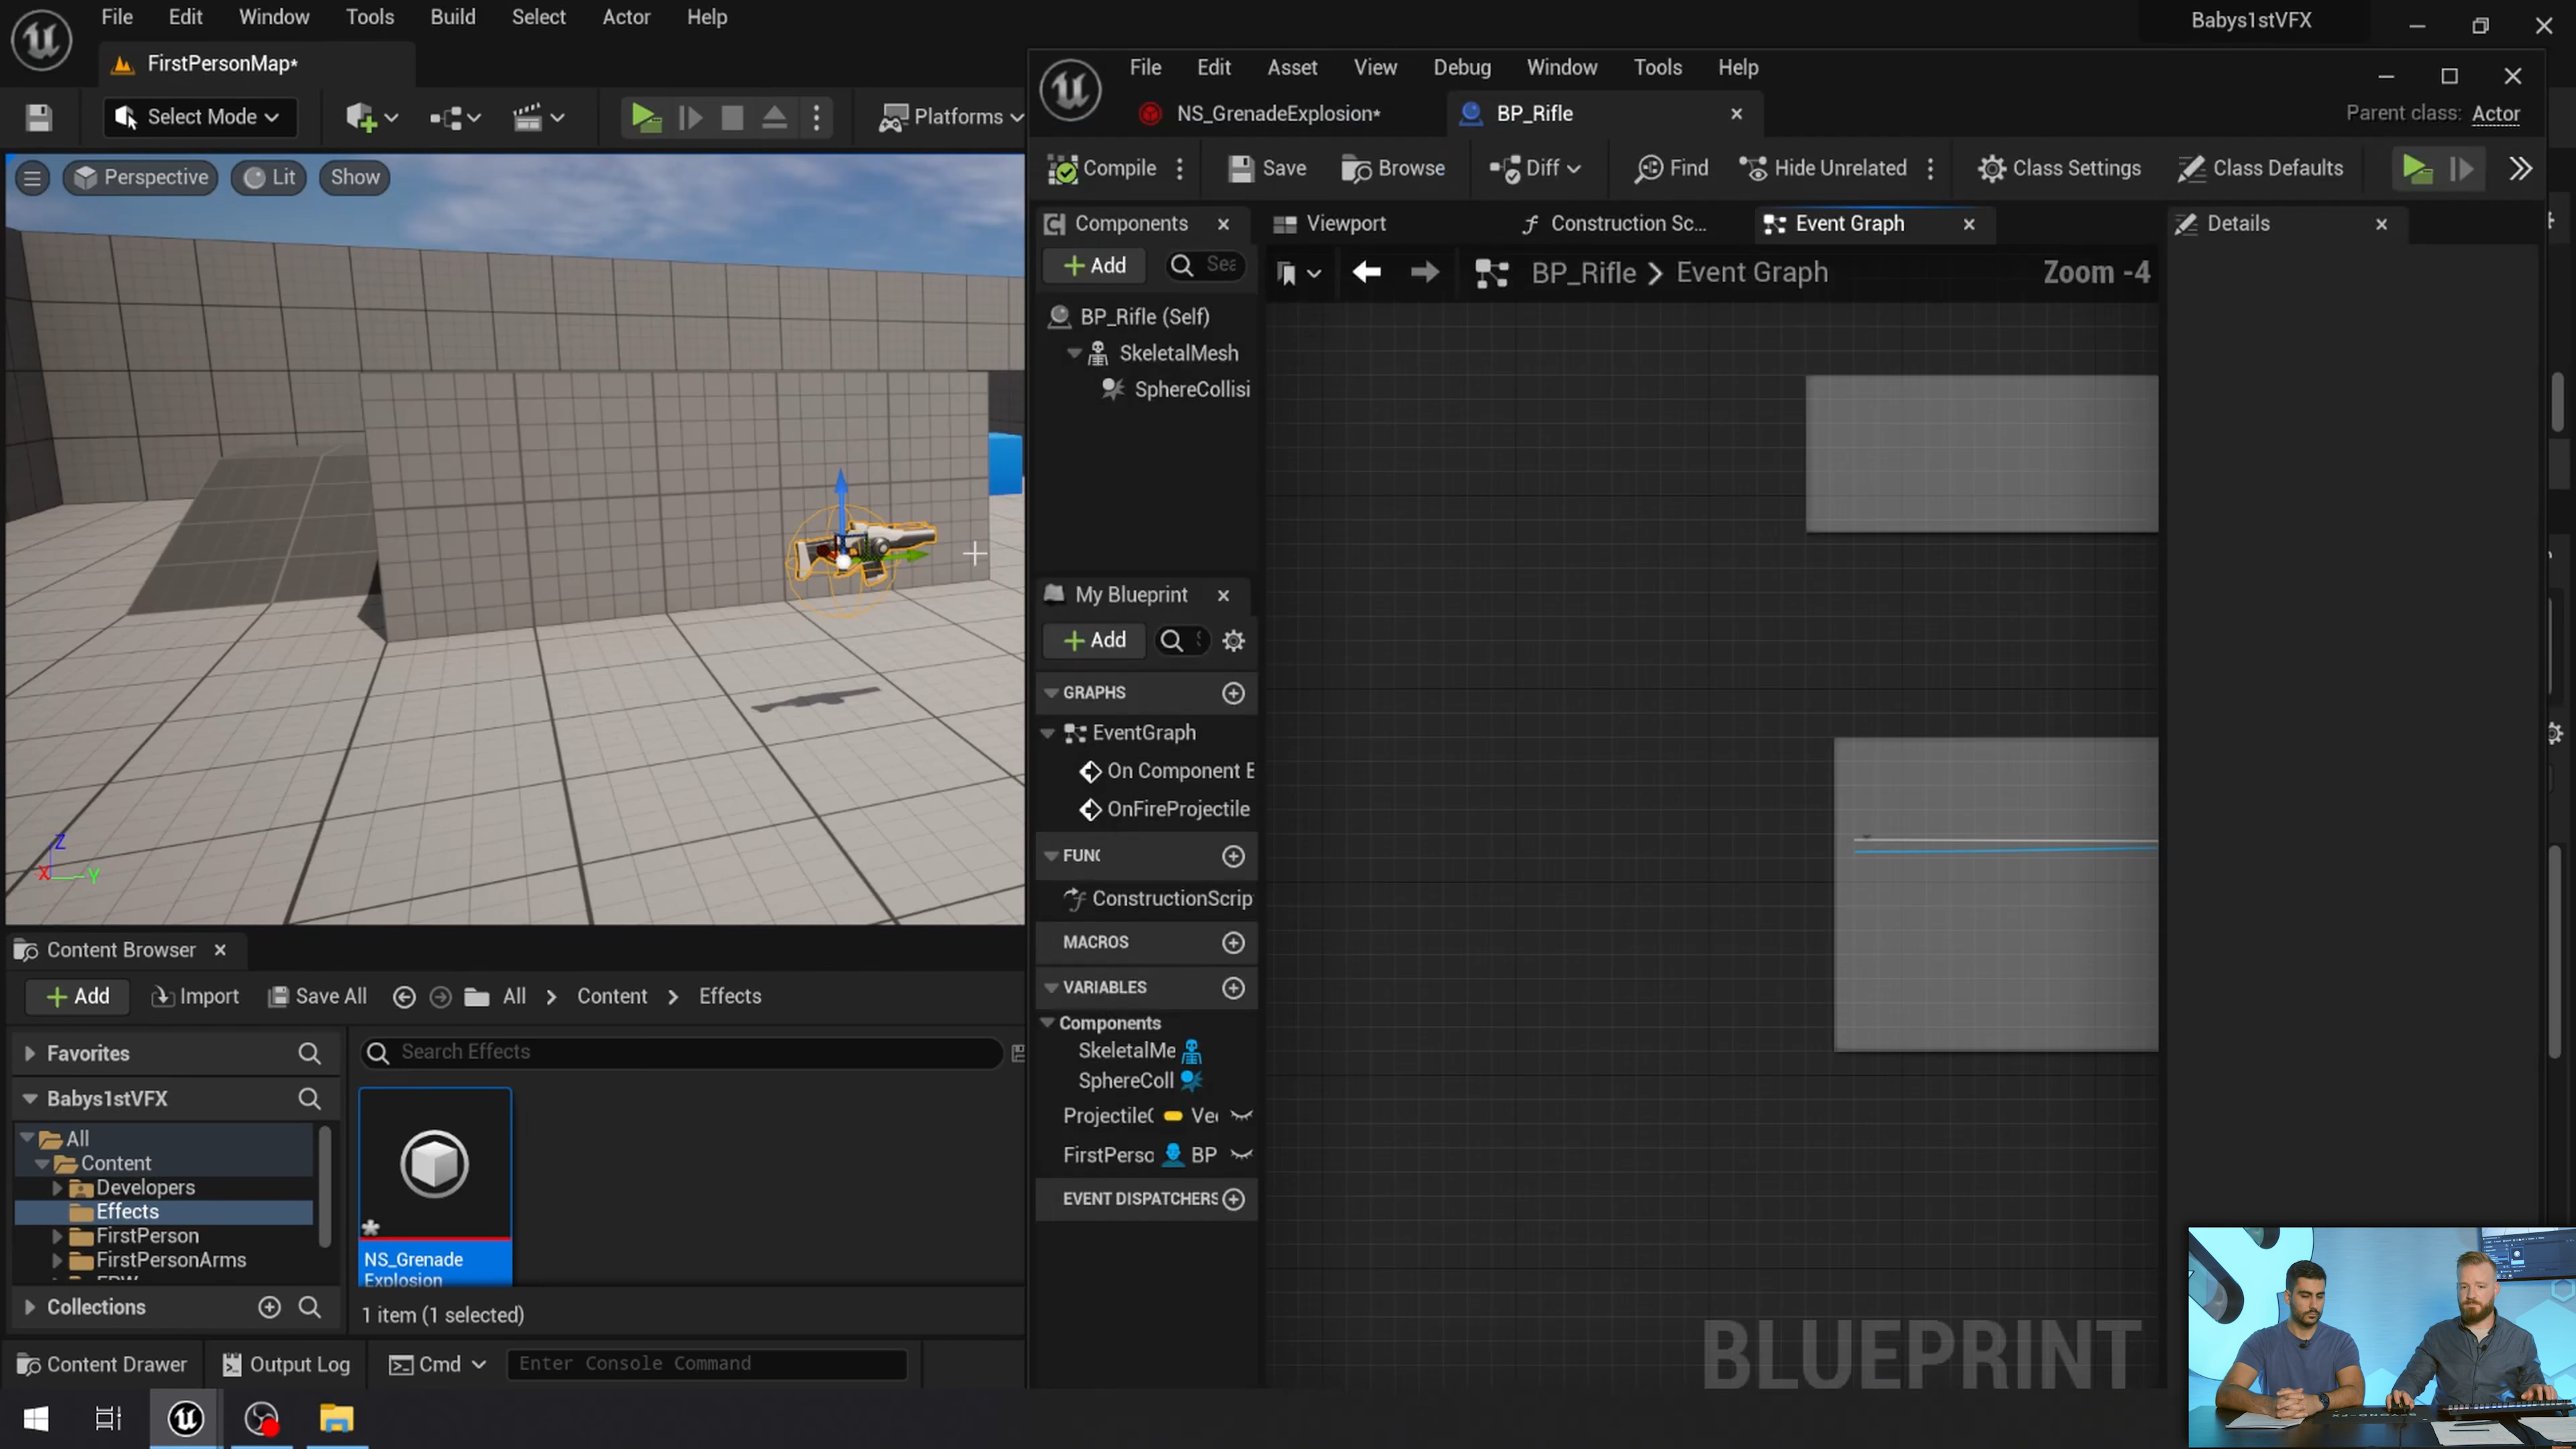 File Edit Window Tools Build Select Actor Help
Babys1stVFX
FirstPersonMap*
Select Mode
Platforms
Perspective
Lit
Show
File Edit Asset View Debug Window Tools Help
NS_GrenadeExplosion*
BP_Rifle
Parent class: Actor
Compile
Save
Browse
Diff
Find
Hide Unrelated
Class Settings
Class Defaults
Components
Viewport
Construction Sc...
Event Graph
Details
Add
Sea
BP_Rifle > Event Graph
Zoom -4
BP_Rifle (Self)
SkeletalMesh
SphereCollisi
My Blueprint
Add
GRAPHS
EventGraph
On Component B
OnFireProjectile
FUNC
ConstructionScrip
MACROS
VARIABLES
Components
SkeletalMe
SphereColl
Projectile Vec
FirstPerso BP
EVENT DISPATCHERS
BLUEPRINT
Z
X
Y
Content Browser
Add
Import
Save All
All > Content > Effects
Favorites
Search Effects
Babys1stVFX
All
Content
Developers
Effects
FirstPerson
FirstPersonArms
NS_Grenade
Explosion
Collections
1 item (1 selected)
Content Drawer
Output Log
Cmd
Enter Console Command